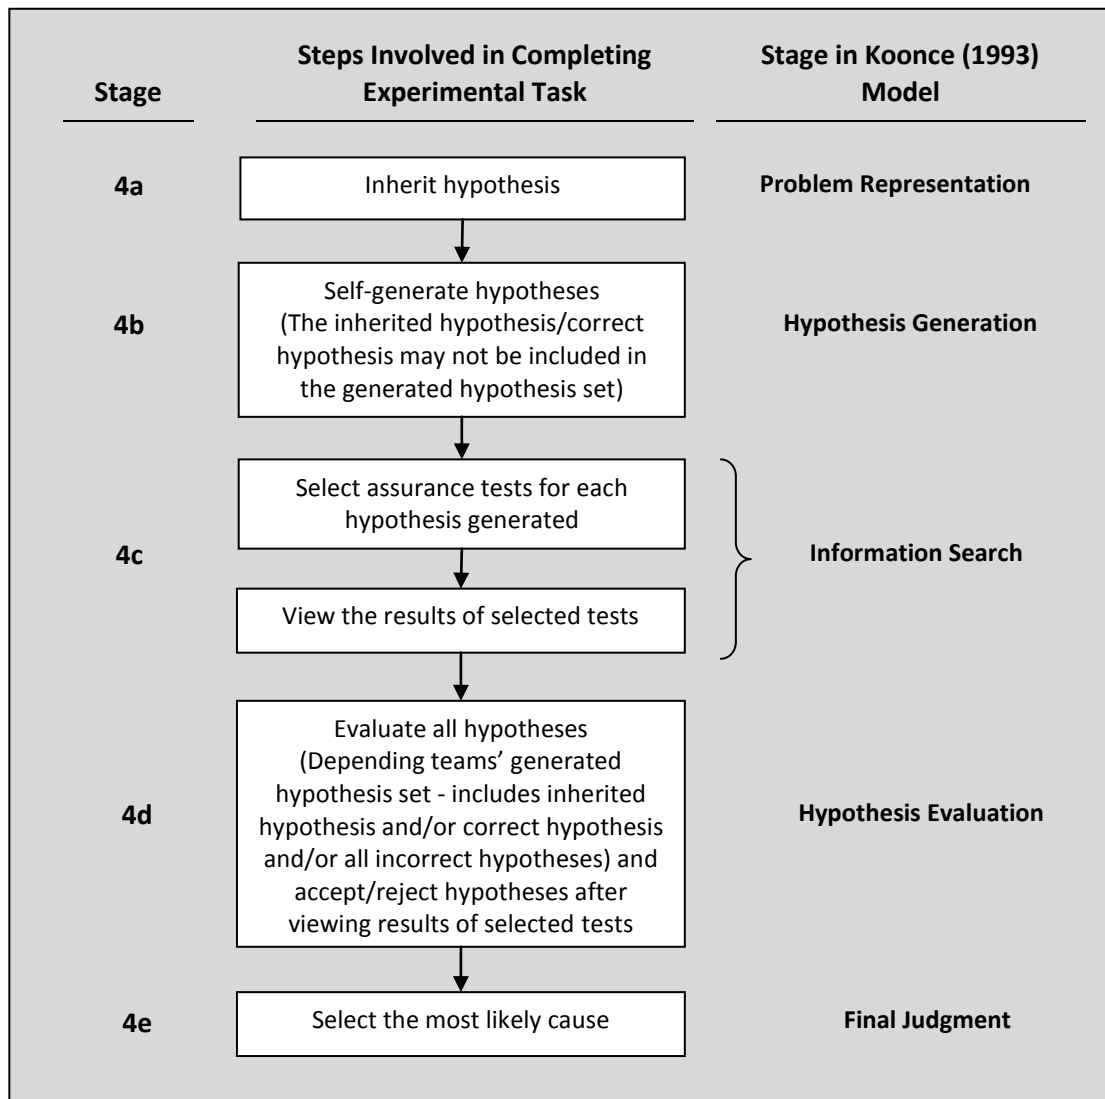 Stage
Steps Involved in Completing
Experimental Task
Stage in Koonce (1993)
Model
4a
Inherit hypothesis
Problem Representation
4b
Self-generate hypotheses
(The inherited hypothesis/correct
hypothesis may not be included in
the generated hypothesis set)
Hypothesis Generation
4c
Select assurance tests for each
hypothesis generated
View the results of selected tests
Information Search
4d
Evaluate all hypotheses
(Depending teams’ generated
hypothesis set - includes inherited
hypothesis and/or correct hypothesis
and/or all incorrect hypotheses) and
accept/reject hypotheses after
viewing results of selected tests
Hypothesis Evaluation
4e
Select the most likely cause
Final Judgment